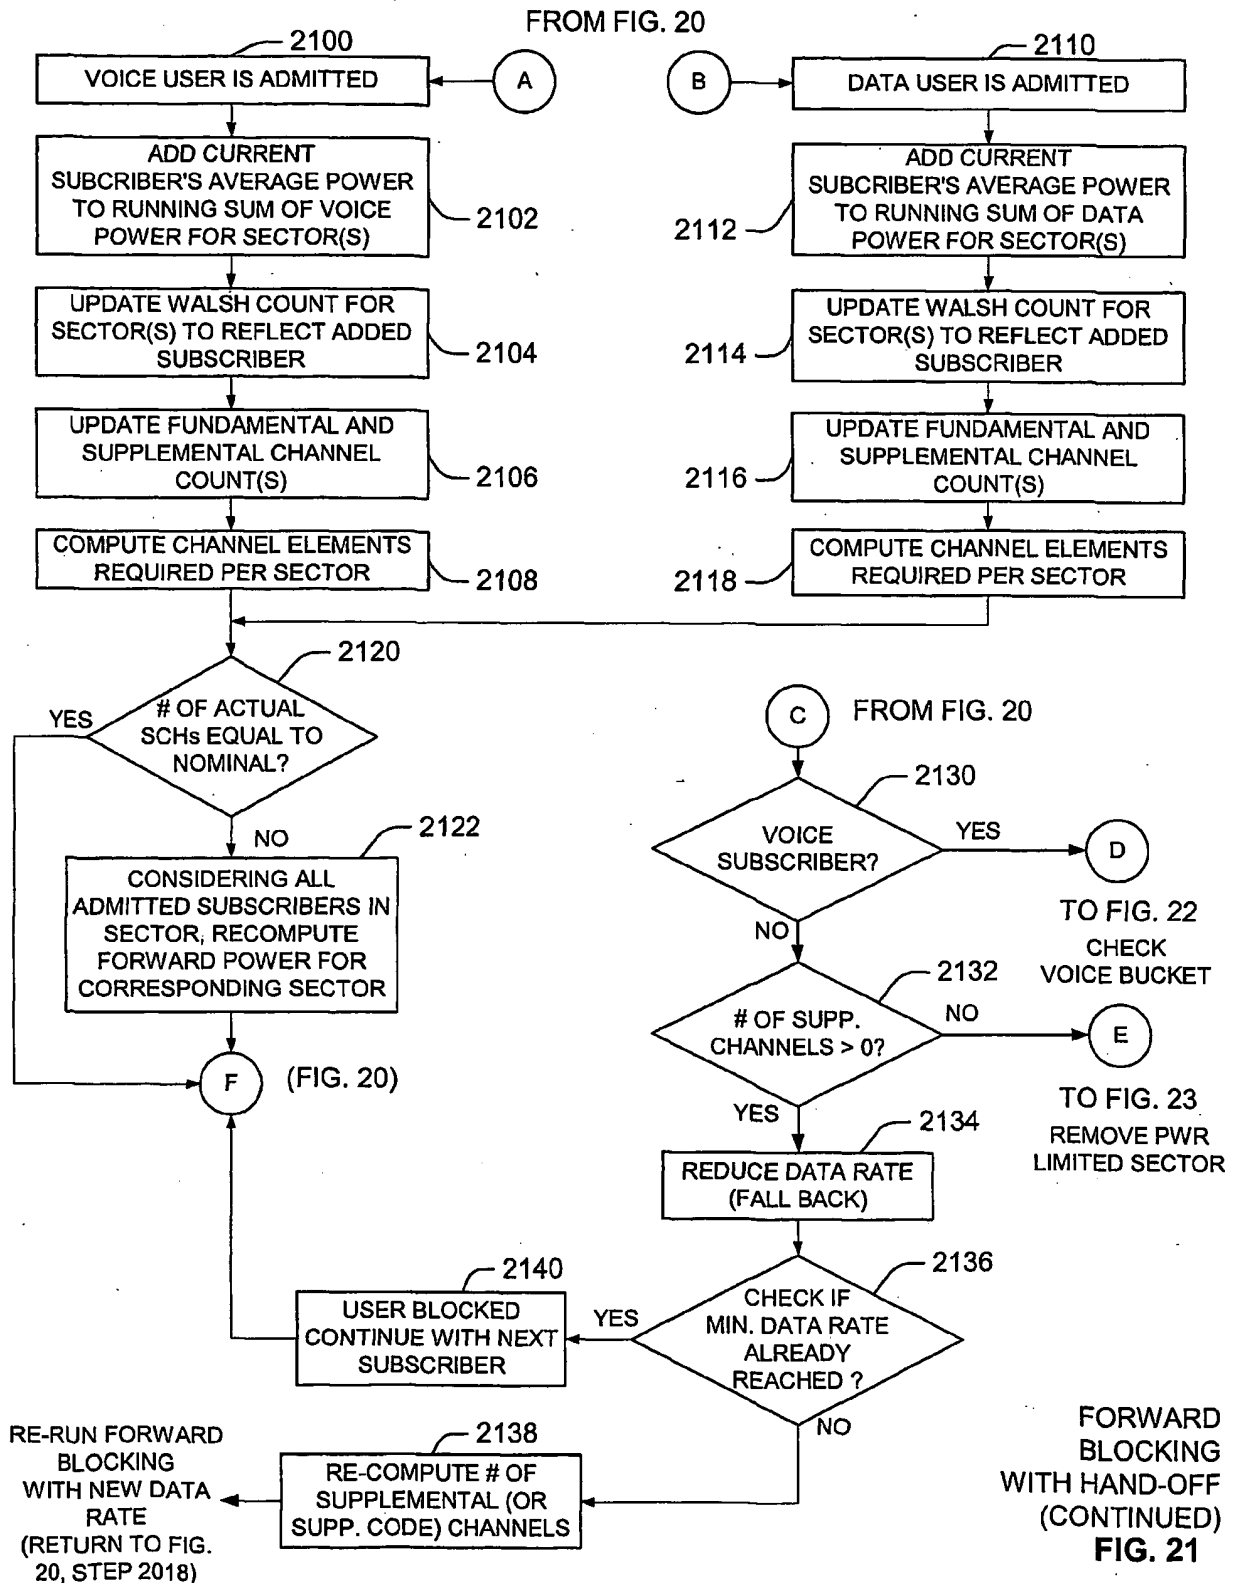 FROM FIG. 20
2100
VOICE USER IS ADMITTED
A
B
2110
DATA USER IS ADMITTED
ADD CURRENT
SUBCRIBER'S AVERAGE POWER
TO RUNNING SUM OF VOICE
POWER FOR SECTOR(S)
2102
2112
ADD CURRENT
SUBCRIBER'S AVERAGE POWER
TO RUNNING SUM OF DATA
POWER FOR SECTOR(S)
UPDATE WALSH COUNT FOR
SECTOR(S) TO REFLECT ADDED
SUBSCRIBER
2104
2114
UPDATE WALSH COUNT FOR
SECTOR(S) TO REFLECT ADDED
SUBSCRIBER
UPDATE FUNDAMENTAL AND
SUPPLEMENTAL CHANNEL
COUNT(S)
2106
2116
UPDATE FUNDAMENTAL AND
SUPPLEMENTAL CHANNEL
COUNT(S)
COMPUTE CHANNEL ELEMENTS
REQUIRED PER SECTOR
2108
2118
COMPUTE CHANNEL ELEMENTS
REQUIRED PER SECTOR
2120
YES
# OF ACTUAL
SCHs EQUAL TO
NOMINAL?
NO
2122
CONSIDERING ALL
ADMITTED SUBSCRIBERS IN
SECTOR, RECOMPUTE
FORWARD POWER FOR
CORRESPONDING SECTOR
F
(FIG. 20)
C
FROM FIG. 20
2130
VOICE
SUBSCRIBER?
YES
D
TO FIG. 22
CHECK
VOICE BUCKET
NO
2132
# OF SUPP.
CHANNELS > 0?
NO
E
TO FIG. 23
REMOVE PWR
LIMITED SECTOR
YES
2134
REDUCE DATA RATE
(FALL BACK)
2136
CHECK IF
MIN. DATA RATE
ALREADY
REACHED ?
YES
2140
USER BLOCKED
CONTINUE WITH NEXT
SUBSCRIBER
NO
2138
RE-COMPUTE # OF
SUPPLEMENTAL (OR
SUPP. CODE) CHANNELS
RE-RUN FORWARD
BLOCKING
WITH NEW DATA
RATE
(RETURN TO FIG.
20, STEP 2018)
FORWARD
BLOCKING
WITH HAND-OFF
(CONTINUED)
FIG. 21